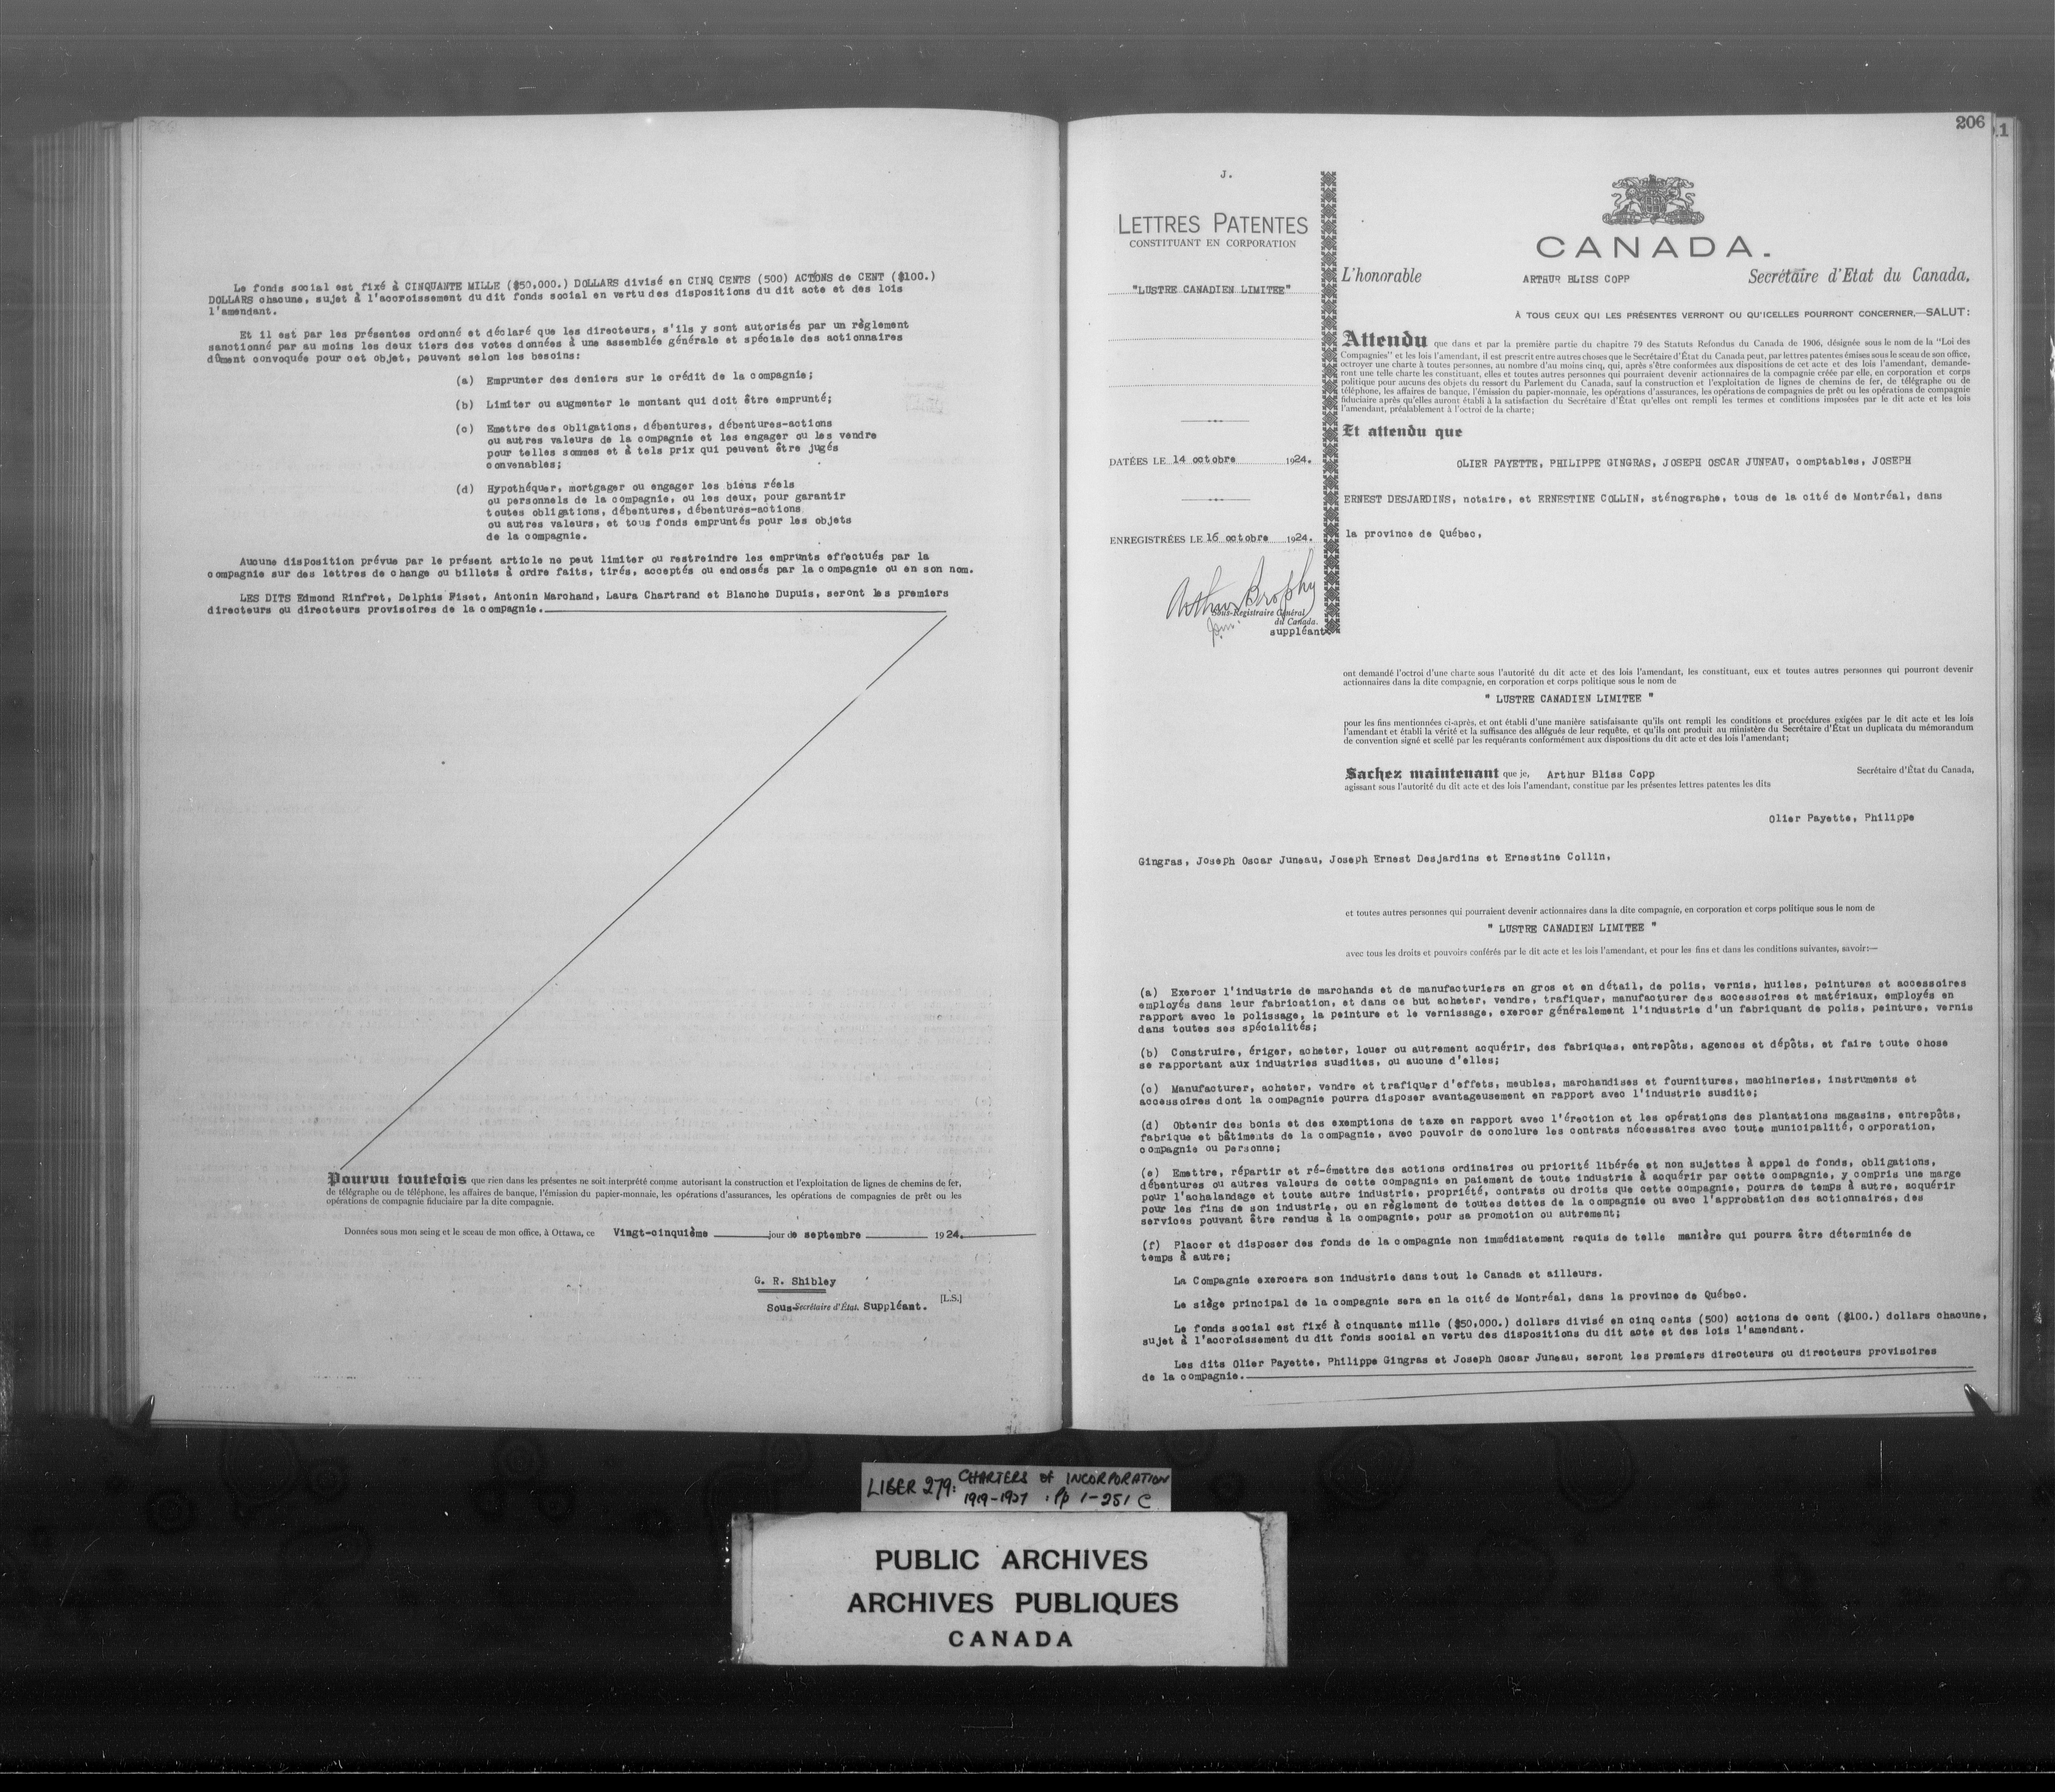 Le fonds social est fixé à CINQUANTE MILLE ($50,000.) DOLLARS divisé en CINQ CENTS (500) ACTIONS de CENT ($100.)
DOLLARS chacune, sujet à l'accroissement du dit fonds social en vertu des dispositions du dit acte et des lois
l'amendant.
Et il est par les présentes ordonné et déclaré que les directeurs, s'ils y sont autorisés par un règlement
sanctionné par au moins les deux tiers des votes données à une assemblée générale et spéciale des actionnaires
dûment convoquée pour cet objet, peuvent selon les besoins:
(a) Emprunter des deniers sur le crédit de la compagnie;
(b) Limiter ou augmenter le montant qui doit être emprunté;
(c) Emettre des obligations, débentures, débentures-actions
ou autres valeurs de la compagnie et les engager ou les vendre
pour telles sommes et à tels prix qui peuvent être jugés
convenables;
(d) Hypothéquer, mortgager ou engager les biens réels
ou personnels de la compagnie, ou les deux, pour garantir
toutes obligations, débentures, débentures-actions
ou autres valeurs, et tous fonds empruntés pour les objets
de la compagnie.
Aucune disposition prévue par le présent article ne peut limiter ou restreindre les emprunts effectués par la
compagnie sur des lettres de change ou billets à ordre faits, tirés, acceptés ou endossés par la compagnie ou en son nom.
LES DITS Edmond Rinfret, Delphis Fiset, Antonin Marchand, Laura Chartrand et Blanche Dupuis, seront les premiers
directeurs ou directeurs provisoires de la compagnie.
Pourvu toutefois que rien dans les présentes ne soit interprété comme autorisant la construction et l'exploitation de lignes de chemins de fer,
de télégraphe ou de téléphone, les affaires de banque, l'émission du papier-monnaie, les opérations d'assurances, les opérations de compagnies de prêt ou les
opérations de compagnie fiduciaire par la dite compagnie.
Données sous mon seing et le sceau de mon office, à Ottawa, ce Vingt-cinquième jour de septembre 1924.
G. R. Shibley
[L.S.]
Sous-Secrétaire d'État. Suppléant.
206
1
J.
LETTRES PATENTES
CONSTITUANT EN CORPORATION
"LUSTRE CANADIEN LIMITEE"
DATÉES LE 14 octobre 1924.
ENREGISTRÉES LE 16 octobre 1924.
Arthur Brophy
Sous-Registraire Général
du Canada.
suppléant
CANADA.
L'honorable ARTHUR BLISS COPP Secrétaire d'Etat du Canada,
À TOUS CEUX QUI LES PRÉSENTES VERRONT OU QU'ICELLES POURRONT CONCERNER,—SALUT:
Attendu que dans et par la première partie du chapitre 79 des Statuts Refondus du Canada de 1906, désignée sous le nom de la "Loi des
Compagnies" et les lois l'amendant, il est prescrit entre autres choses que le Secrétaire d'État du Canada peut, par lettres patentes émises sous le sceau de son office,
octroyer une charte à toutes personnes, au nombre d'au moins cinq, qui, après s'être conformées aux dispositions de cet acte et des lois l'amendant, demande-
ront une telle charte les constituant, elles et toutes autres personnes qui pourraient devenir actionnaires de la compagnie créée par elle, en corporation et corps
politique pour aucuns des objets du ressort du Parlement du Canada, sauf la construction et l'exploitation de lignes de chemins de fer, de télégraphe ou de
téléphone, les affaires de banque, l'émission du papier-monnaie, les opérations d'assurances, les opérations de compagnies de prêt ou les opérations de compagnie
fiduciaire après qu'elles auront établi à la satisfaction du Secrétaire d'État qu'elles ont rempli les termes et conditions imposées par le dit acte et les lois
l'amendant, préalablement à l'octroi de la charte;
Et attendu que
OLIER PAYETTE, PHILIPPE GINGRAS, JOSEPH OSCAR JUNEAU, comptables, JOSEPH
ERNEST DESJARDINS, notaire, et ERNESTINE COLLIN, sténographe, tous de la cité de Montréal, dans
la province de Québec,
ont demandé l'octroi d'une charte sous l'autorité du dit acte et des lois l'amendant, les constituant, eux et toutes autres personnes qui pourront devenir
actionnaires dans la dite compagnie, en corporation et corps politique sous le nom de
" LUSTRE CANADIEN LIMITEE "
pour les fins mentionnées ci-après, et ont établi d'une manière satisfaisante qu'ils ont rempli les conditions et procédures exigées par le dit acte et les lois
l'amendant et établi la vérité et la suffisance des allégués de leur requête, et qu'ils ont produit au ministère du Secrétaire d'État un duplicata du mémorandum
de convention signé et scellé par les requérants conformément aux dispositions du dit acte et des lois l'amendant;
Sachez maintenant que je, Arthur Bliss Copp Secrétaire d'État du Canada,
agissant sous l'autorité du dit acte et des lois l'amendant, constitue par les présentes lettres patentes les dits
Olier Payette, Philippe
Gingras, Joseph Oscar Juneau, Joseph Ernest Desjardins et Ernestine Collin,
et toutes autres personnes qui pourraient devenir actionnaires dans la dite compagnie, en corporation et corps politique sous le nom de
" LUSTRE CANADIEN LIMITEE "
avec tous les droits et pouvoirs conférés par le dit acte et les lois l'amendant, et pour les fins et dans les conditions suivantes, savoir:—
(a) Exercer l'industrie de marchands et de manufacturiers en gros et en détail, de polis, vernis, huiles, peintures et accessoires
employés dans leur fabrication, et dans ce but acheter, vendre, trafiquer, manufacturer des accessoires et matériaux, employés en
rapport avec le polissage, la peinture et le vernissage, exercer généralement l'industrie d'un fabriquant de polis, peinture, vernis
dans toutes ses spécialités;
(b) Construire, ériger, acheter, louer ou autrement acquérir, des fabriques, entrepôts, agences et dépôts, et faire toute chose
se rapportant aux industries susdites, ou aucune d'elles;
(c) Manufacturer, acheter, vendre et trafiquer d'effets, meubles, marchandises et fournitures, machineries, instruments et
accessoires dont la compagnie pourra disposer avantageusement en rapport avec l'industrie susdite;
(d) Obtenir des bonis et des exemptions de taxe en rapport avec l'érection et les opérations des plantations magasins, entrepôts,
fabrique et bâtiments de la compagnie, avec pouvoir de conclure les contrats nécessaires avec toute municipalité, corporation,
compagnie ou personne;
(e) Emettre, répartir et ré-émettre des actions ordinaires ou priorité libérée et non sujettes à appel de fonds, obligations,
débentures ou autres valeurs de cette compagnie en paiement de toute industrie à acquérir par cette compagnie, y compris une marge
pour l'achalandage et toute autre industrie, propriété, contrats ou droits que cette compagnie, pourra de temps à autre, acquérir
pour les fins de son industrie, ou en règlement de toutes dettes de la compagnie ou avec l'approbation des actionnaires, des
services pouvant être rendus à la compagnie, pour sa promotion ou autrement;
(f) Placer et disposer des fonds de la compagnie non immédiatement requis de telle manière qui pourra être déterminée de
temps à autre;
La Compagnie exercera son industrie dans tout le Canada et ailleurs.
Le siège principal de la compagnie sera en la cité de Montréal, dans la province de Québec.
Le fonds social est fixé à cinquante mille ($50,000.) dollars divisé en cinq cents (500) actions de cent ($100.) dollars chacune,
sujet à l'accroissement du dit fonds social en vertu des dispositions du dit acte et des lois l'amendant.
Les dits Olier Payette, Philippe Gingras et Joseph Oscar Juneau, seront les premiers directeurs ou directeurs provisoires
de la compagnie.
LIBER 279: CHARTERS of INCORPORATION
1919-1927 : Pp 1-251 C
PUBLIC ARCHIVES
ARCHIVES PUBLIQUES
CANADA